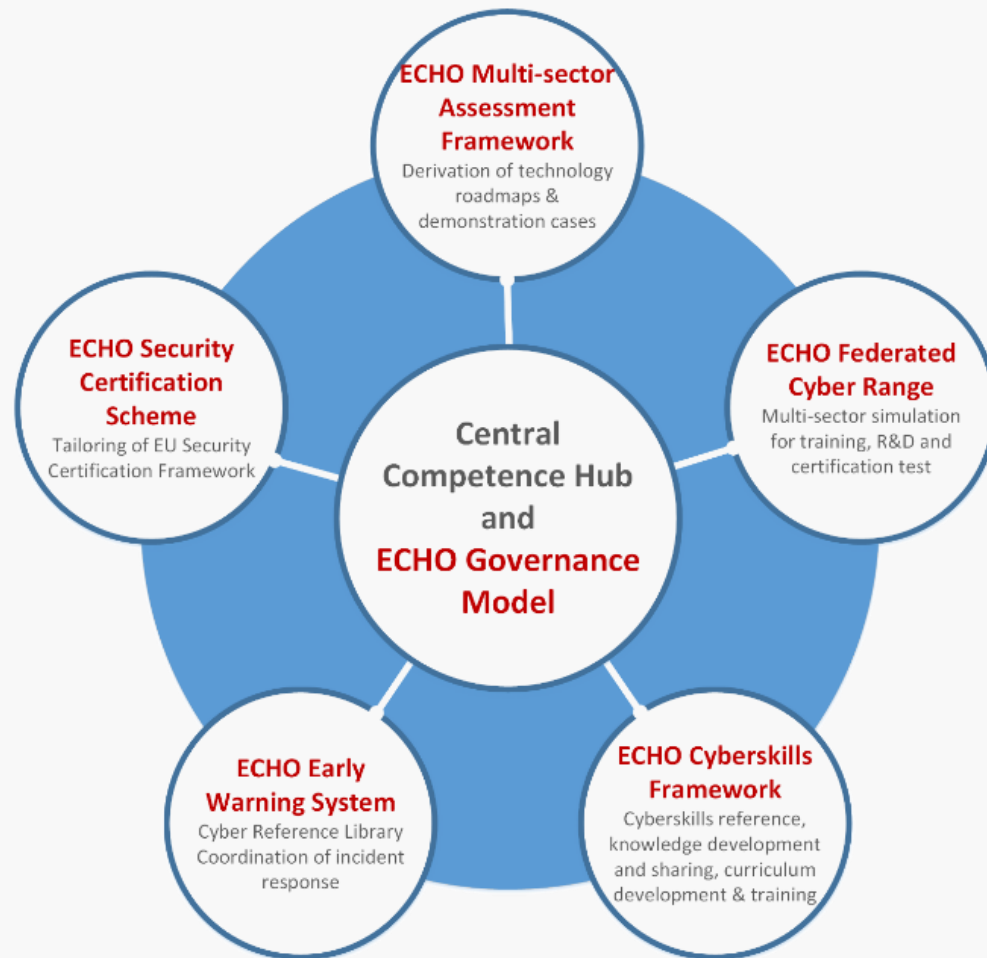 ECHO Multi-sector
Assessment
Framework
Derivation of technology
roadmaps &
demonstration cases
ECHO Security
Certification
Scheme
Tailoring of EU Security
Certification Framework
ECHO Federated
Cyber Range
Multi-sector simulation
for training, R&D and
certification test
Central
Competence Hub
and
ECHO Governance
Model
ECHO Early
Warning System
Cyber Reference Library
Coordination of incident
response
ECHO Cyberskills
Framework
Cyberskills reference,
knowledge development
and sharing, curriculum
development & training